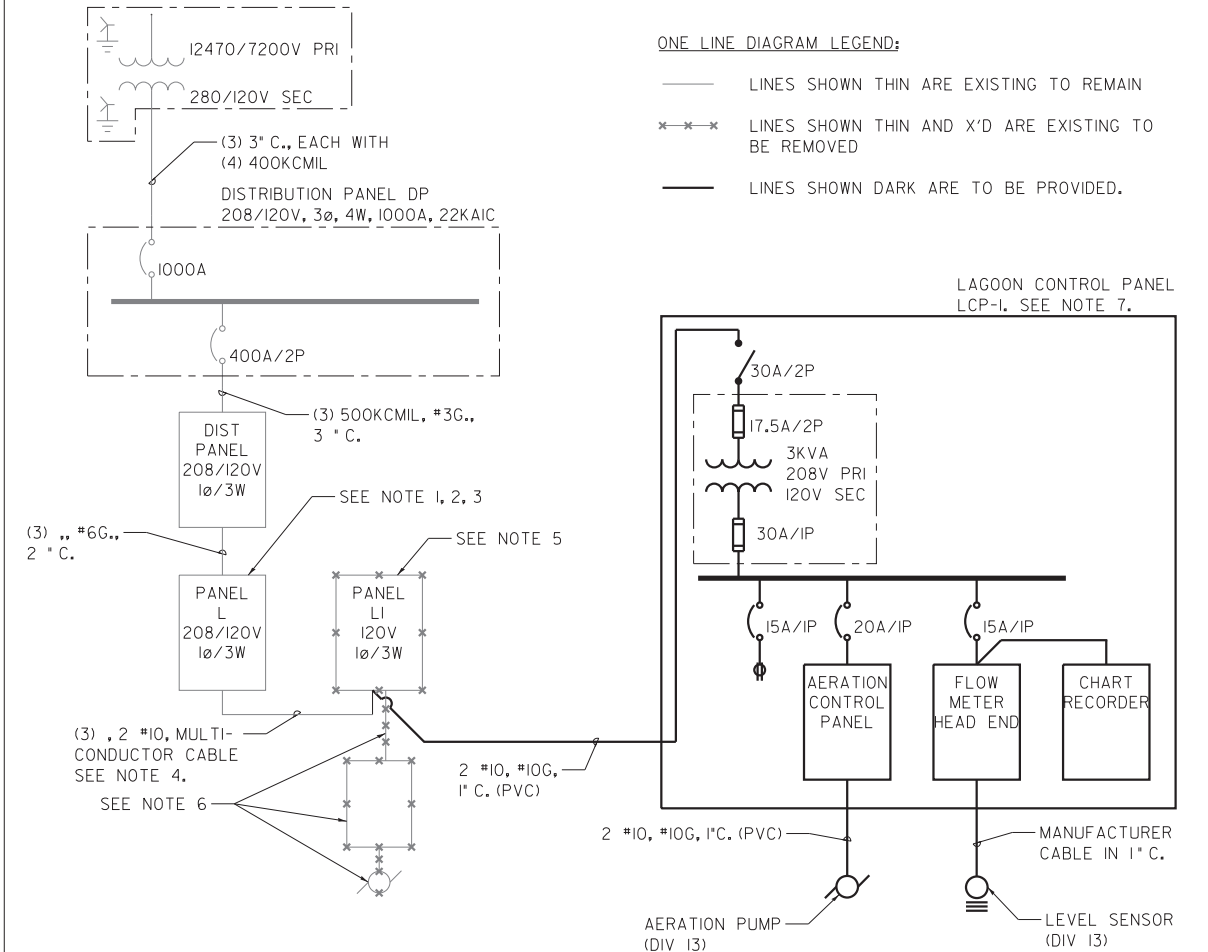 12470/7200V PRI
280/120V SEC
(3) 3" C., EACH WITH
(4) 400KCMIL
DISTRIBUTION PANEL DP
208/120V, 3ø, 4W, 1000A, 22KAIC
1000A
400A/2P
(3) 500KCMIL, #3G.,
3 " C.
DIST
PANEL
208/120V
1ø/3W
SEE NOTE 1, 2, 3
(3) ,, #6G.,
2 " C.
PANEL
L
208/120V
1ø/3W
SEE NOTE 5
PANEL
L1
120V
1ø/3W
(3) , 2 #10, MULTI-
CONDUCTOR CABLE
SEE NOTE 4.
SEE NOTE 6
2 #10, #10G,
1" C. (PVC)
ONE LINE DIAGRAM LEGEND:
LINES SHOWN THIN ARE EXISTING TO REMAIN
LINES SHOWN THIN AND X'D ARE EXISTING TO
BE REMOVED
LINES SHOWN DARK ARE TO BE PROVIDED.
LAGOON CONTROL PANEL
LCP-1. SEE NOTE 7.
30A/2P
17.5A/2P
3KVA
208V PRI
120V SEC
30A/1P
15A/1P
20A/1P
15A/1P
AERATION
CONTROL
PANEL
FLOW
METER
HEAD END
CHART
RECORDER
2 #10, #10G, 1"C. (PVC)
MANUFACTURER
CABLE IN 1" C.
AERATION PUMP
(DIV 13)
LEVEL SENSOR
(DIV 13)